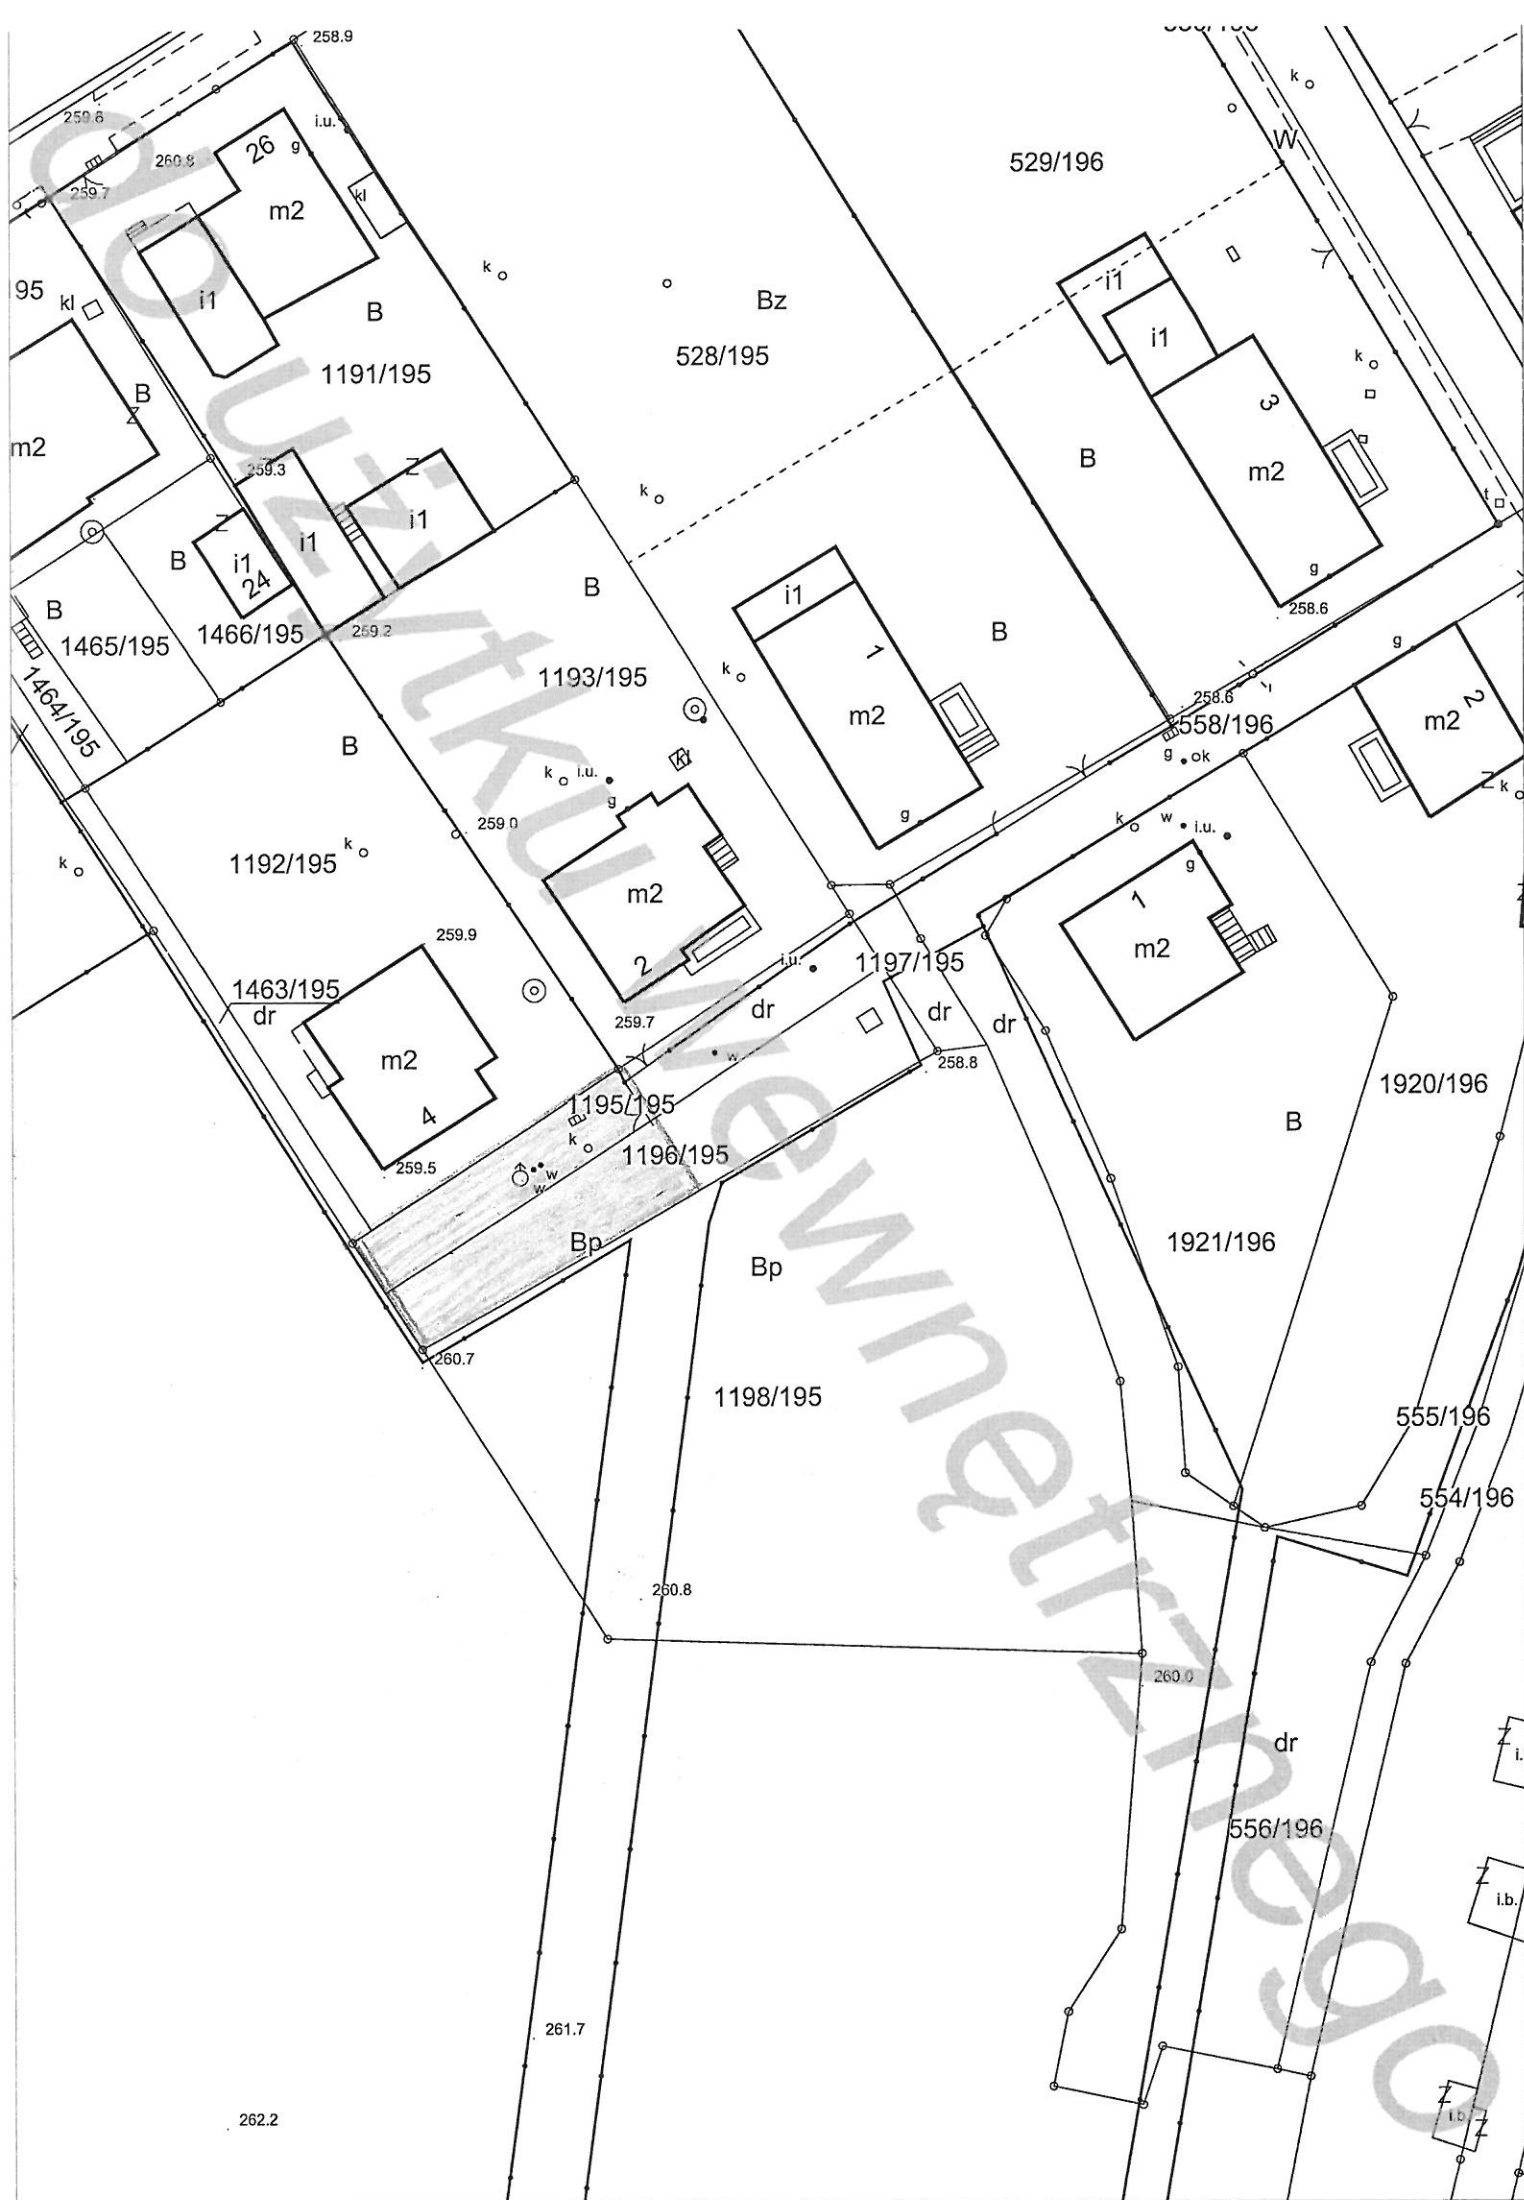 258.9
259.8
i.u.
k
26
g
260.8
W
529/196
259.7
kl
m2
95
kl
i1
B
k
Bz
i1
1191/195
528/195
i1
k
B
Z
3
m2
259.3
Z
B
m2
k
t
Z
i1
i1
B
i1
24
B
B
i1
g
258.6
1465/195
1466/195
259.2
B
1
g
1464/195
1193/195
k
258.6
2
m2
m2
558/196
B
kl
g
ok
k
i.u.
Z
k
g
259.0
g
k
w
i.u.
k
k
1192/195
m2
g
1
259.9
2
m2
i.u.
1197/195
1463/195
dr
dr
dr
dr
259.7
m2
w
258.8
1920/196
1195/195
4
B
k
1196/195
259.5
w
w
Bp
1921/196
Bp
260.7
1198/195
555/196
554/196
260.8
260.0
dr
Z
i.
556/196
Z
i.b.
261.7
262.2
Z
i.b.
Z
do użytku wewnętrznego